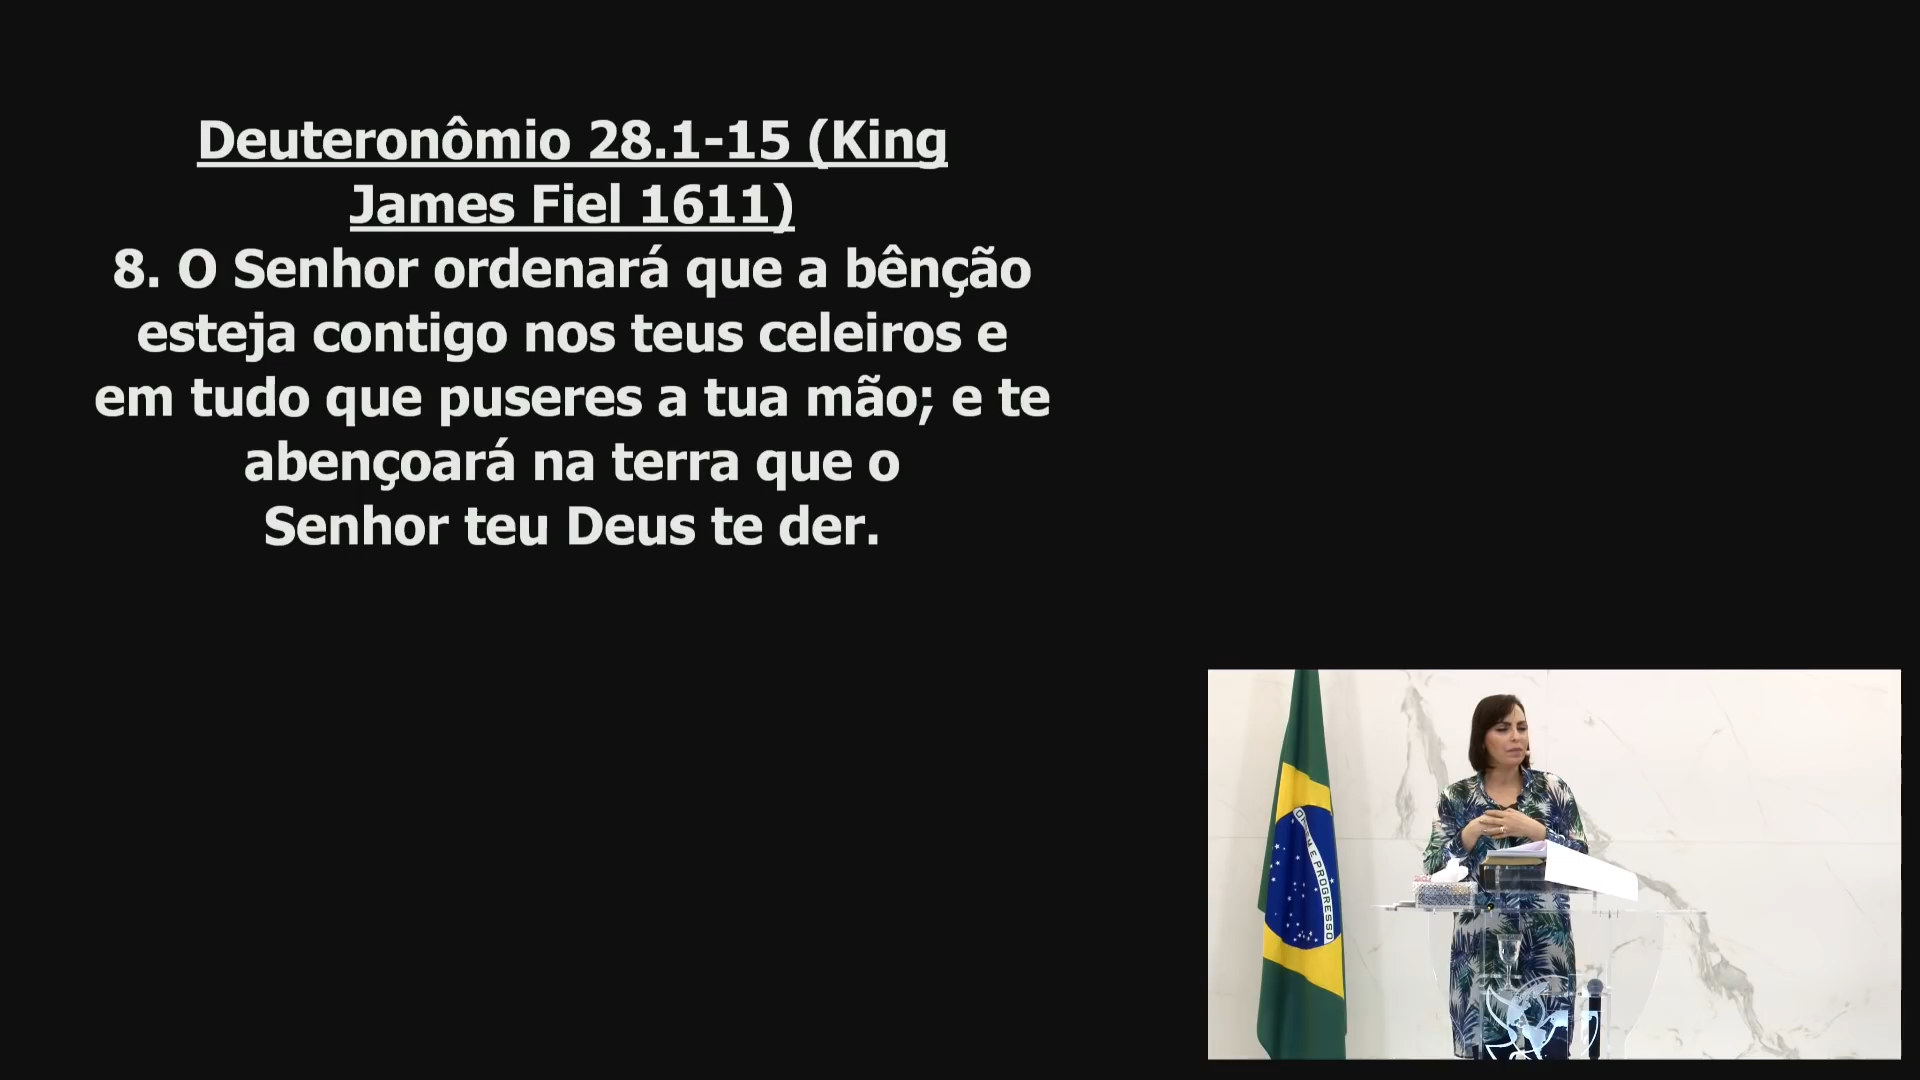 Deuteronômio 28.1-15 (King
James Fiel 1611)
8. O Senhor ordenará que a bênção
esteja contigo nos teus celeiros e
em tudo que puseres a tua mão; e te
abençoará na terra que o
Senhor teu Deus te der.
E PROGRESSO